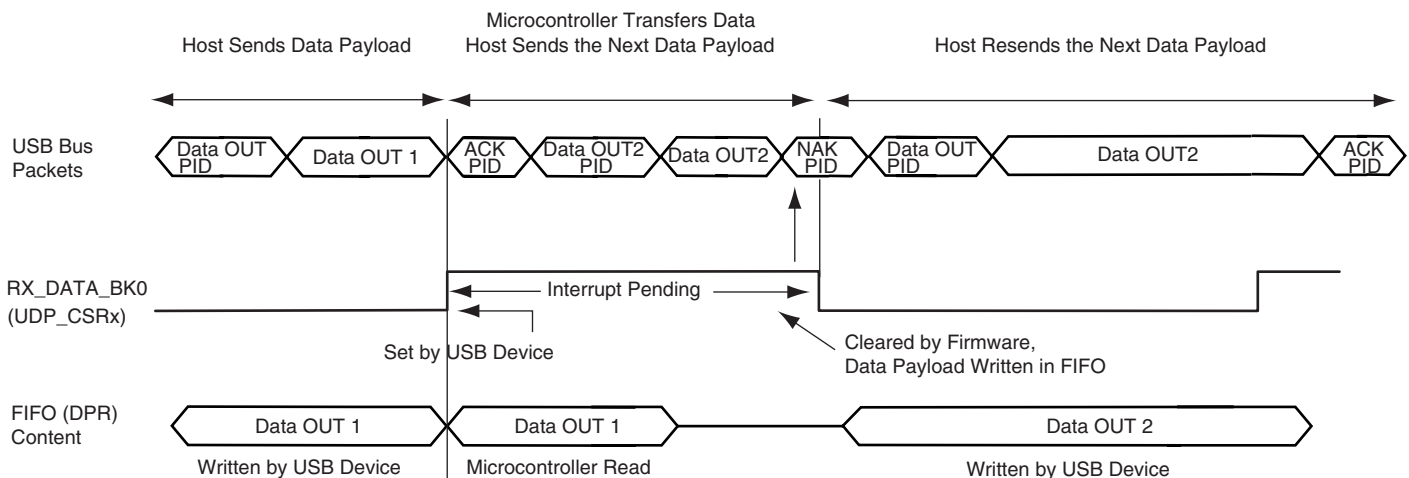 Microcontroller Transfers Data
Host Sends Data Payload
Host Sends the Next Data Payload
Host Resends the Next Data Payload
USB Bus
Packets
Data OUT
PID
Data OUT 1
ACK
PID
Data OUT2
PID
Data OUT2
NAK
PID
Data OUT
PID
Data OUT2
ACK
PID
RX_DATA_BK0
(UDP_CSRx)
Interrupt Pending
Set by USB Device
Cleared by Firmware,
Data Payload Written in FIFO
FIFO (DPR)
Content
Data OUT 1
Data OUT 1
Data OUT 2
Written by USB Device
Microcontroller Read
Written by USB Device